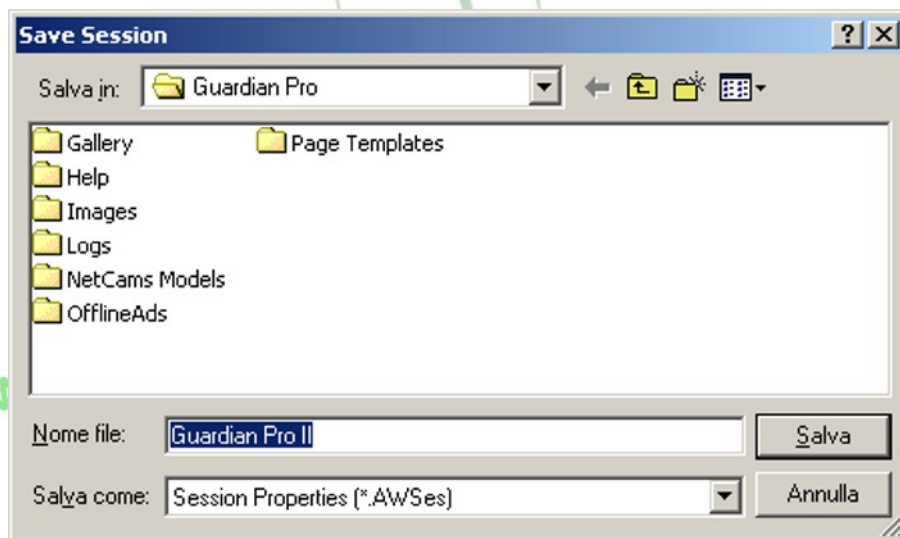 Save Session
Salva in: Guardian Pro
Gallery Page Templates
Help
Images
Logs
NetCams Models
OfflineAds
Nome file: Guardian Pro II Salva
Salva come: Session Properties (*.AWSes) Annulla